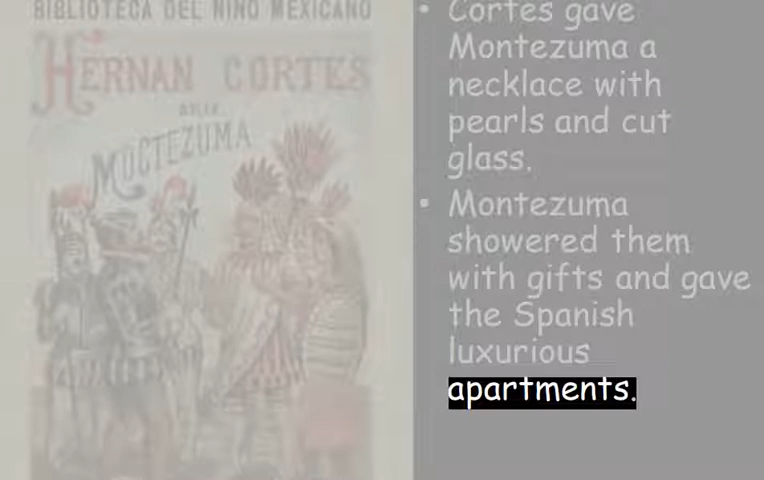 BIBLIOTECA DEL NIÑO MEXICANO
HERNAN CORTES
ANTE
MOCTEZUMA
• Cortes gave
Montezuma a
necklace with
pearls and cut
glass.
• Montezuma
showered them
with gifts and gave
the Spanish
luxurious
apartments.